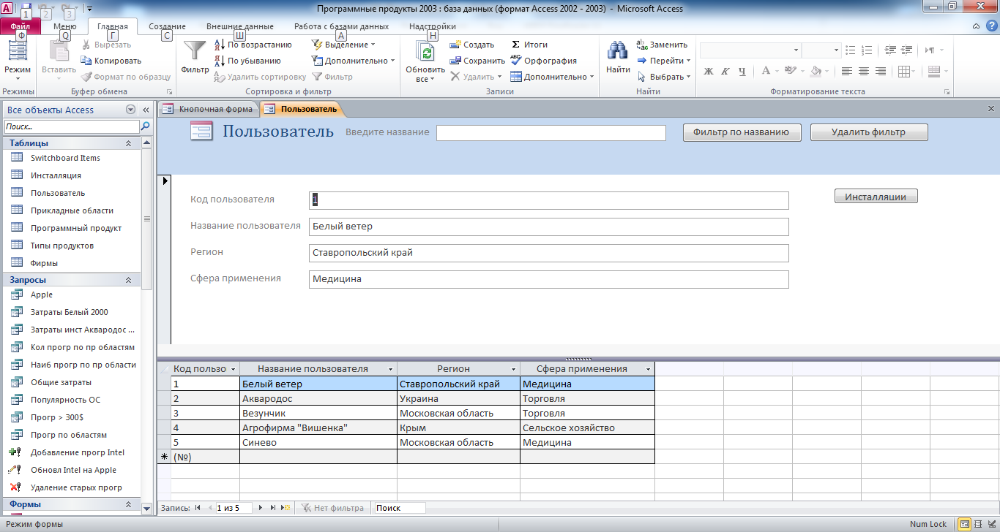 Программные продукты 2003 : база данных (формат Access 2002 - 2003)  -  Microsoft Access
1 2 3
Файл Меню Главная Создание Внешние данные Работа с базами данных Надстройки
Ф Q Г С Ш А Н
Режим
Режимы
Вставить
Вырезать
Копировать
Формат по образцу
Буфер обмена
Фильтр
По возрастанию
По убыванию
Удалить сортировку
Выделение
Дополнительно
Фильтр
Сортировка и фильтр
Обновить
все
Создать
Сохранить
Удалить
Итоги
Орфография
Дополнительно
Записи
Найти
Заменить
Перейти
Выбрать
Найти
Ж К Ч
Форматирование текста
Все объекты Access
Поиск...
Таблицы
Switchboard Items
Инсталляция
Пользователь
Прикладные области
Программный продукт
Типы продуктов
Фирмы
Запросы
Apple
Затраты Белый 2000
Затраты инст Аквародос ...
Кол прогр по пр областям
Наиб прогр по пр области
Общие затраты
Популярность ОС
Прогр > 300$
Прогр по областям
Добавление прогр Intel
Обновл Intel на Apple
Удаление старых прогр
Формы
Кнопочная форма Пользователь
Пользователь Введите название Фильтр по названию Удалить фильтр
Код пользователя 1 Инсталляции
Название пользователя Белый ветер
Регион Ставропольский край
Сфера применения Медицина
Код пользо Название пользователя Регион Сфера применения
1 Белый ветер Ставропольский край Медицина
2 Аквародос Украина Торговля
3 Везунчик Московская область Торговля
4 Агрофирма "Вишенка" Крым Сельское хозяйство
5 Синево Московская область Медицина
(№)
Запись: 1 из 5 Нет фильтра Поиск
Режим формы Num Lock